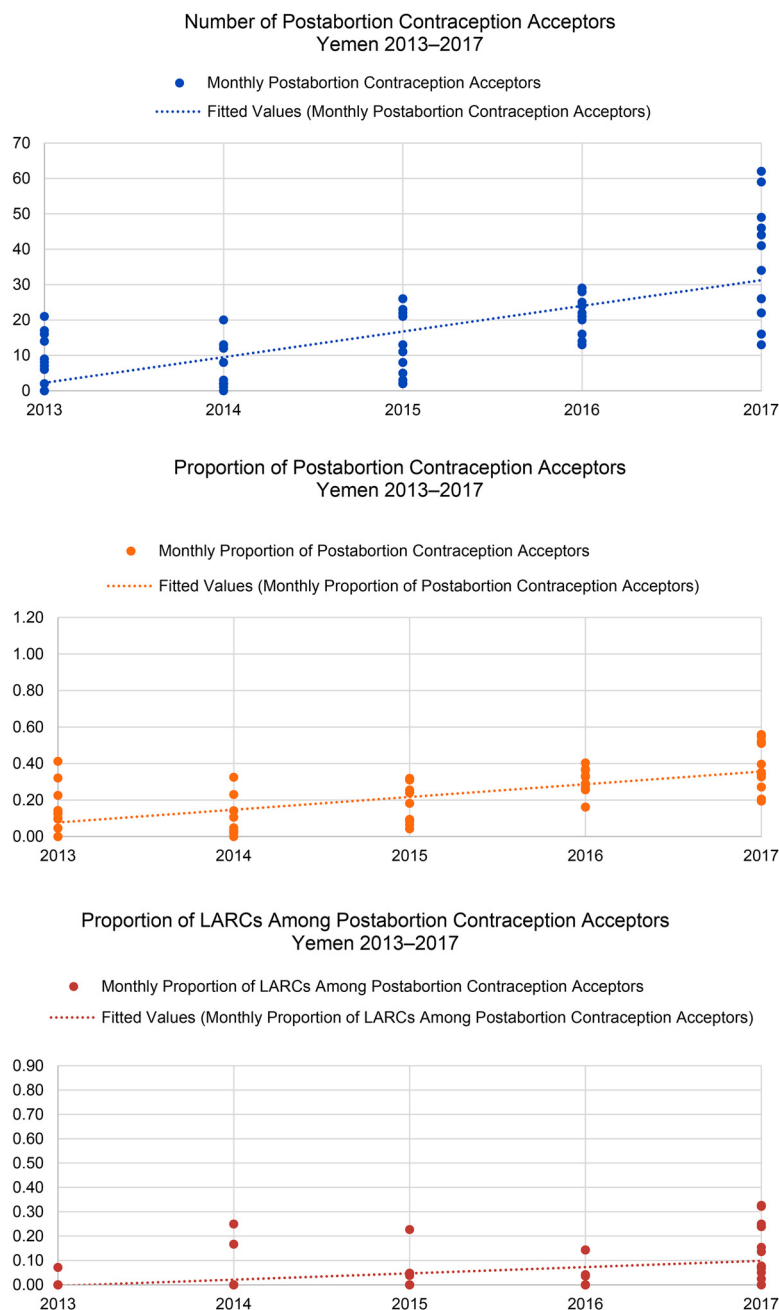 Number of Postabortion Contraception Acceptors
Yemen 2013–2017
Monthly Postabortion Contraception Acceptors
Fitted Values (Monthly Postabortion Contraception Acceptors)
70
60
50
40
30
20
10
0
2013 2014 2015 2016 2017
Proportion of Postabortion Contraception Acceptors
Yemen 2013–2017
Monthly Proportion of Postabortion Contraception Acceptors
Fitted Values (Monthly Proportion of Postabortion Contraception Acceptors)
1.20
1.00
0.80
0.60
0.40
0.20
0.00
2013 2014 2015 2016 2017
Proportion of LARCs Among Postabortion Contraception Acceptors
Yemen 2013–2017
Monthly Proportion of LARCs Among Postabortion Contraception Acceptors
Fitted Values (Monthly Proportion of LARCs Among Postabortion Contraception Acceptors)
0.90
0.80
0.70
0.60
0.50
0.40
0.30
0.20
0.10
0.00
2013 2014 2015 2016 2017